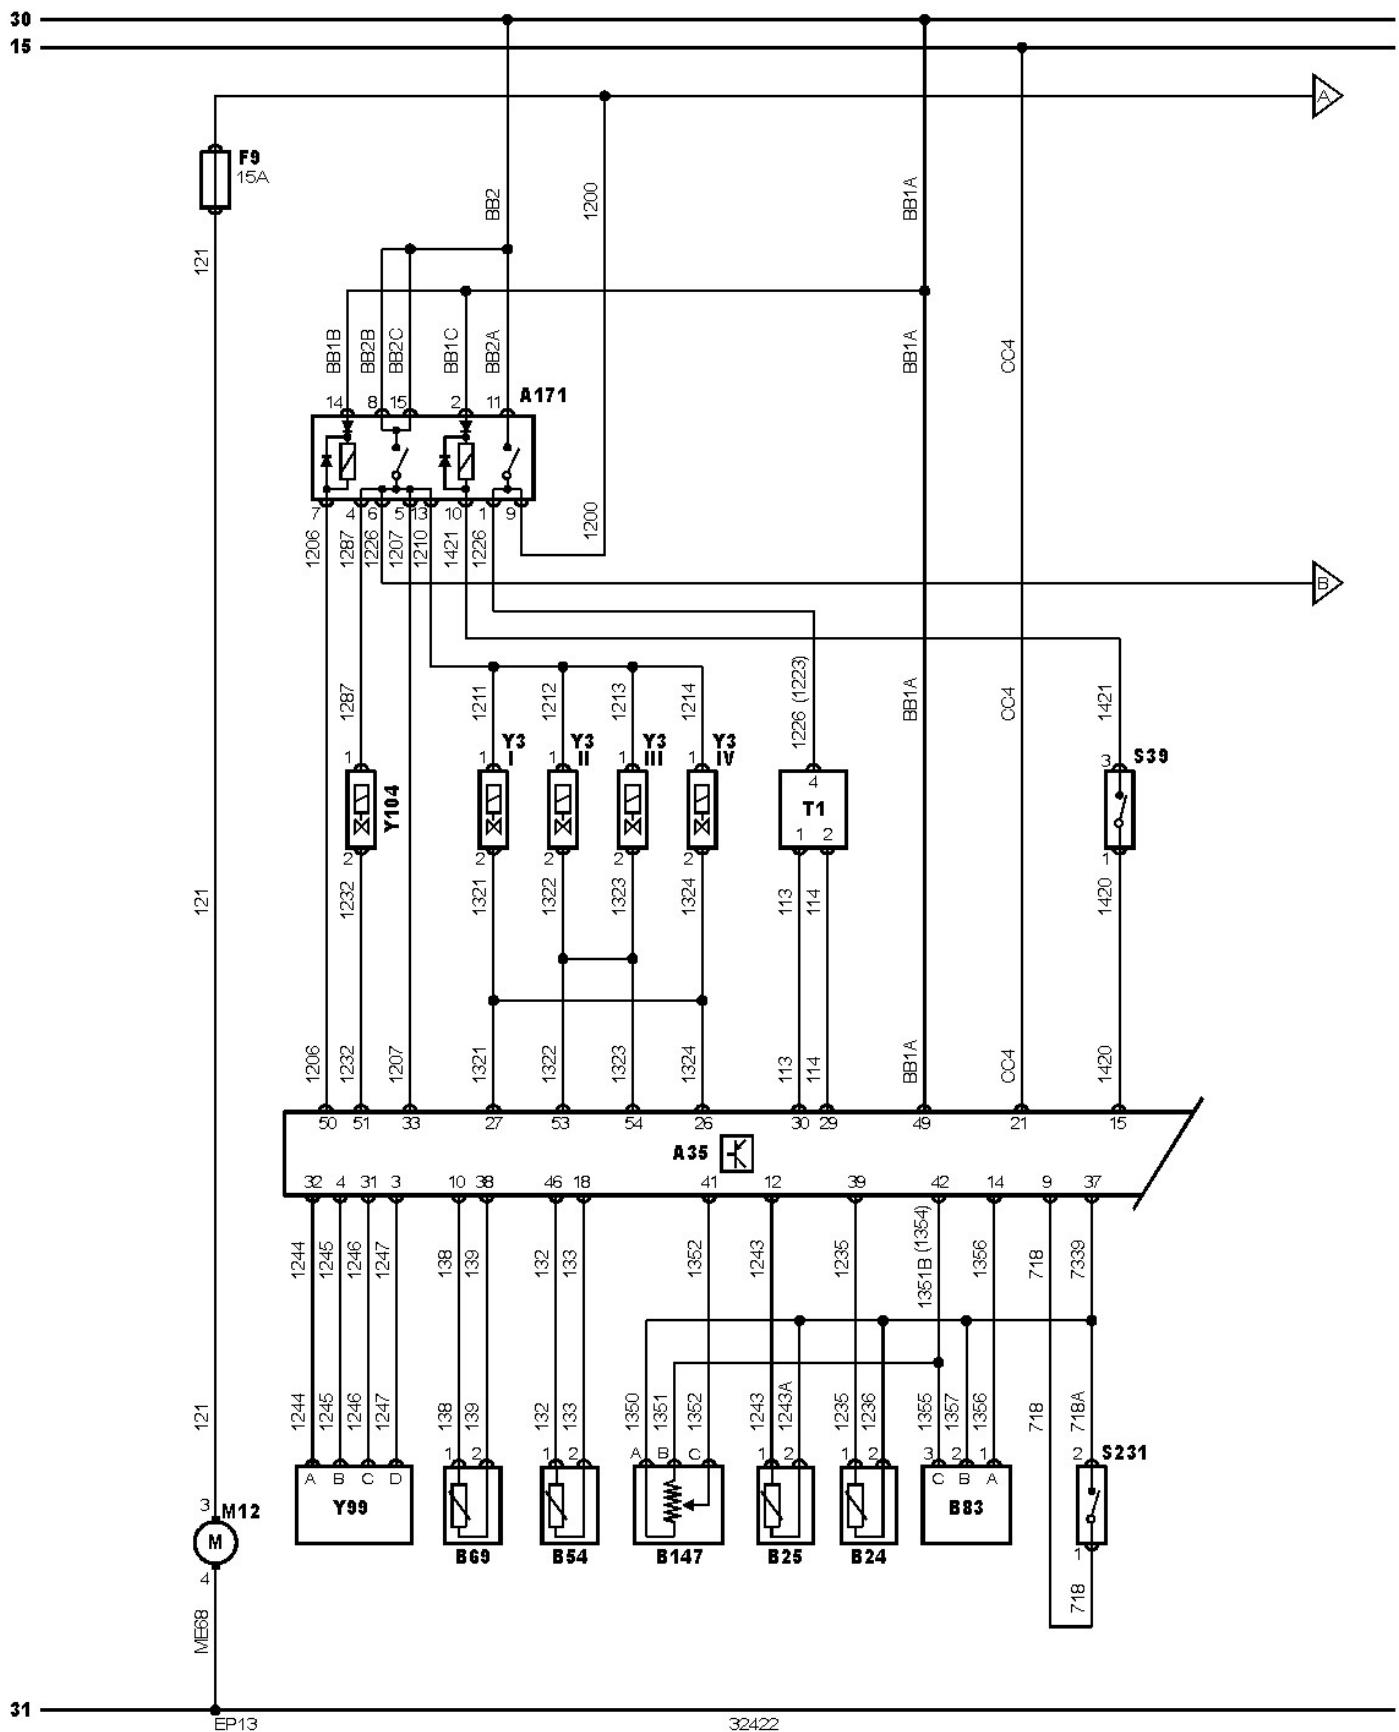 30
15
A
F9
15A
BB2
1200
BB1A
121
BB1B
BB2B
BB2C
BB1C
BB2A
BB1A
CC4
A171
14 8 15 2 11
7 4 6 5 13 10 1 9
1206 1287 1226 1207 1210 1421 1226
1200
B
1287
1211 1212 1213 1214
1226 (1223)
BB1A
CC4
1421
1 1 1 1 1 3
Y3 I
Y3 II
Y3 III
Y3 IV
S39
Y104
4
T1
1 2
2 2 2 2 2 1
121
1232
1321 1322 1323 1324
113 114
1420
1206 1232 1207 1321 1322 1323 1324 113 114 BB1A CC4 1420
50 51 33 27 53 54 26 30 29 49 21 15
A35
32 4 31 3 10 38 46 18 41 12 39 42 14 9 37
1244 1245 1246 1247 138 139 132 133 1352 1243 1235 1351B (1354) 1356 718 7339
121
1244 1245 1246 1247 138 139 132 133 1350 1351 1352 1243 1243A 1235 1236 1355 1357 1356 718 718A
1 2 1 2 A B C 1 2 1 2 3 2 1 2
S231
A B C D
C B A
Y99
B83
3
M12
M
B69
B54
B147
B25
B24
1
4
718
ME68
31
EP13
32422